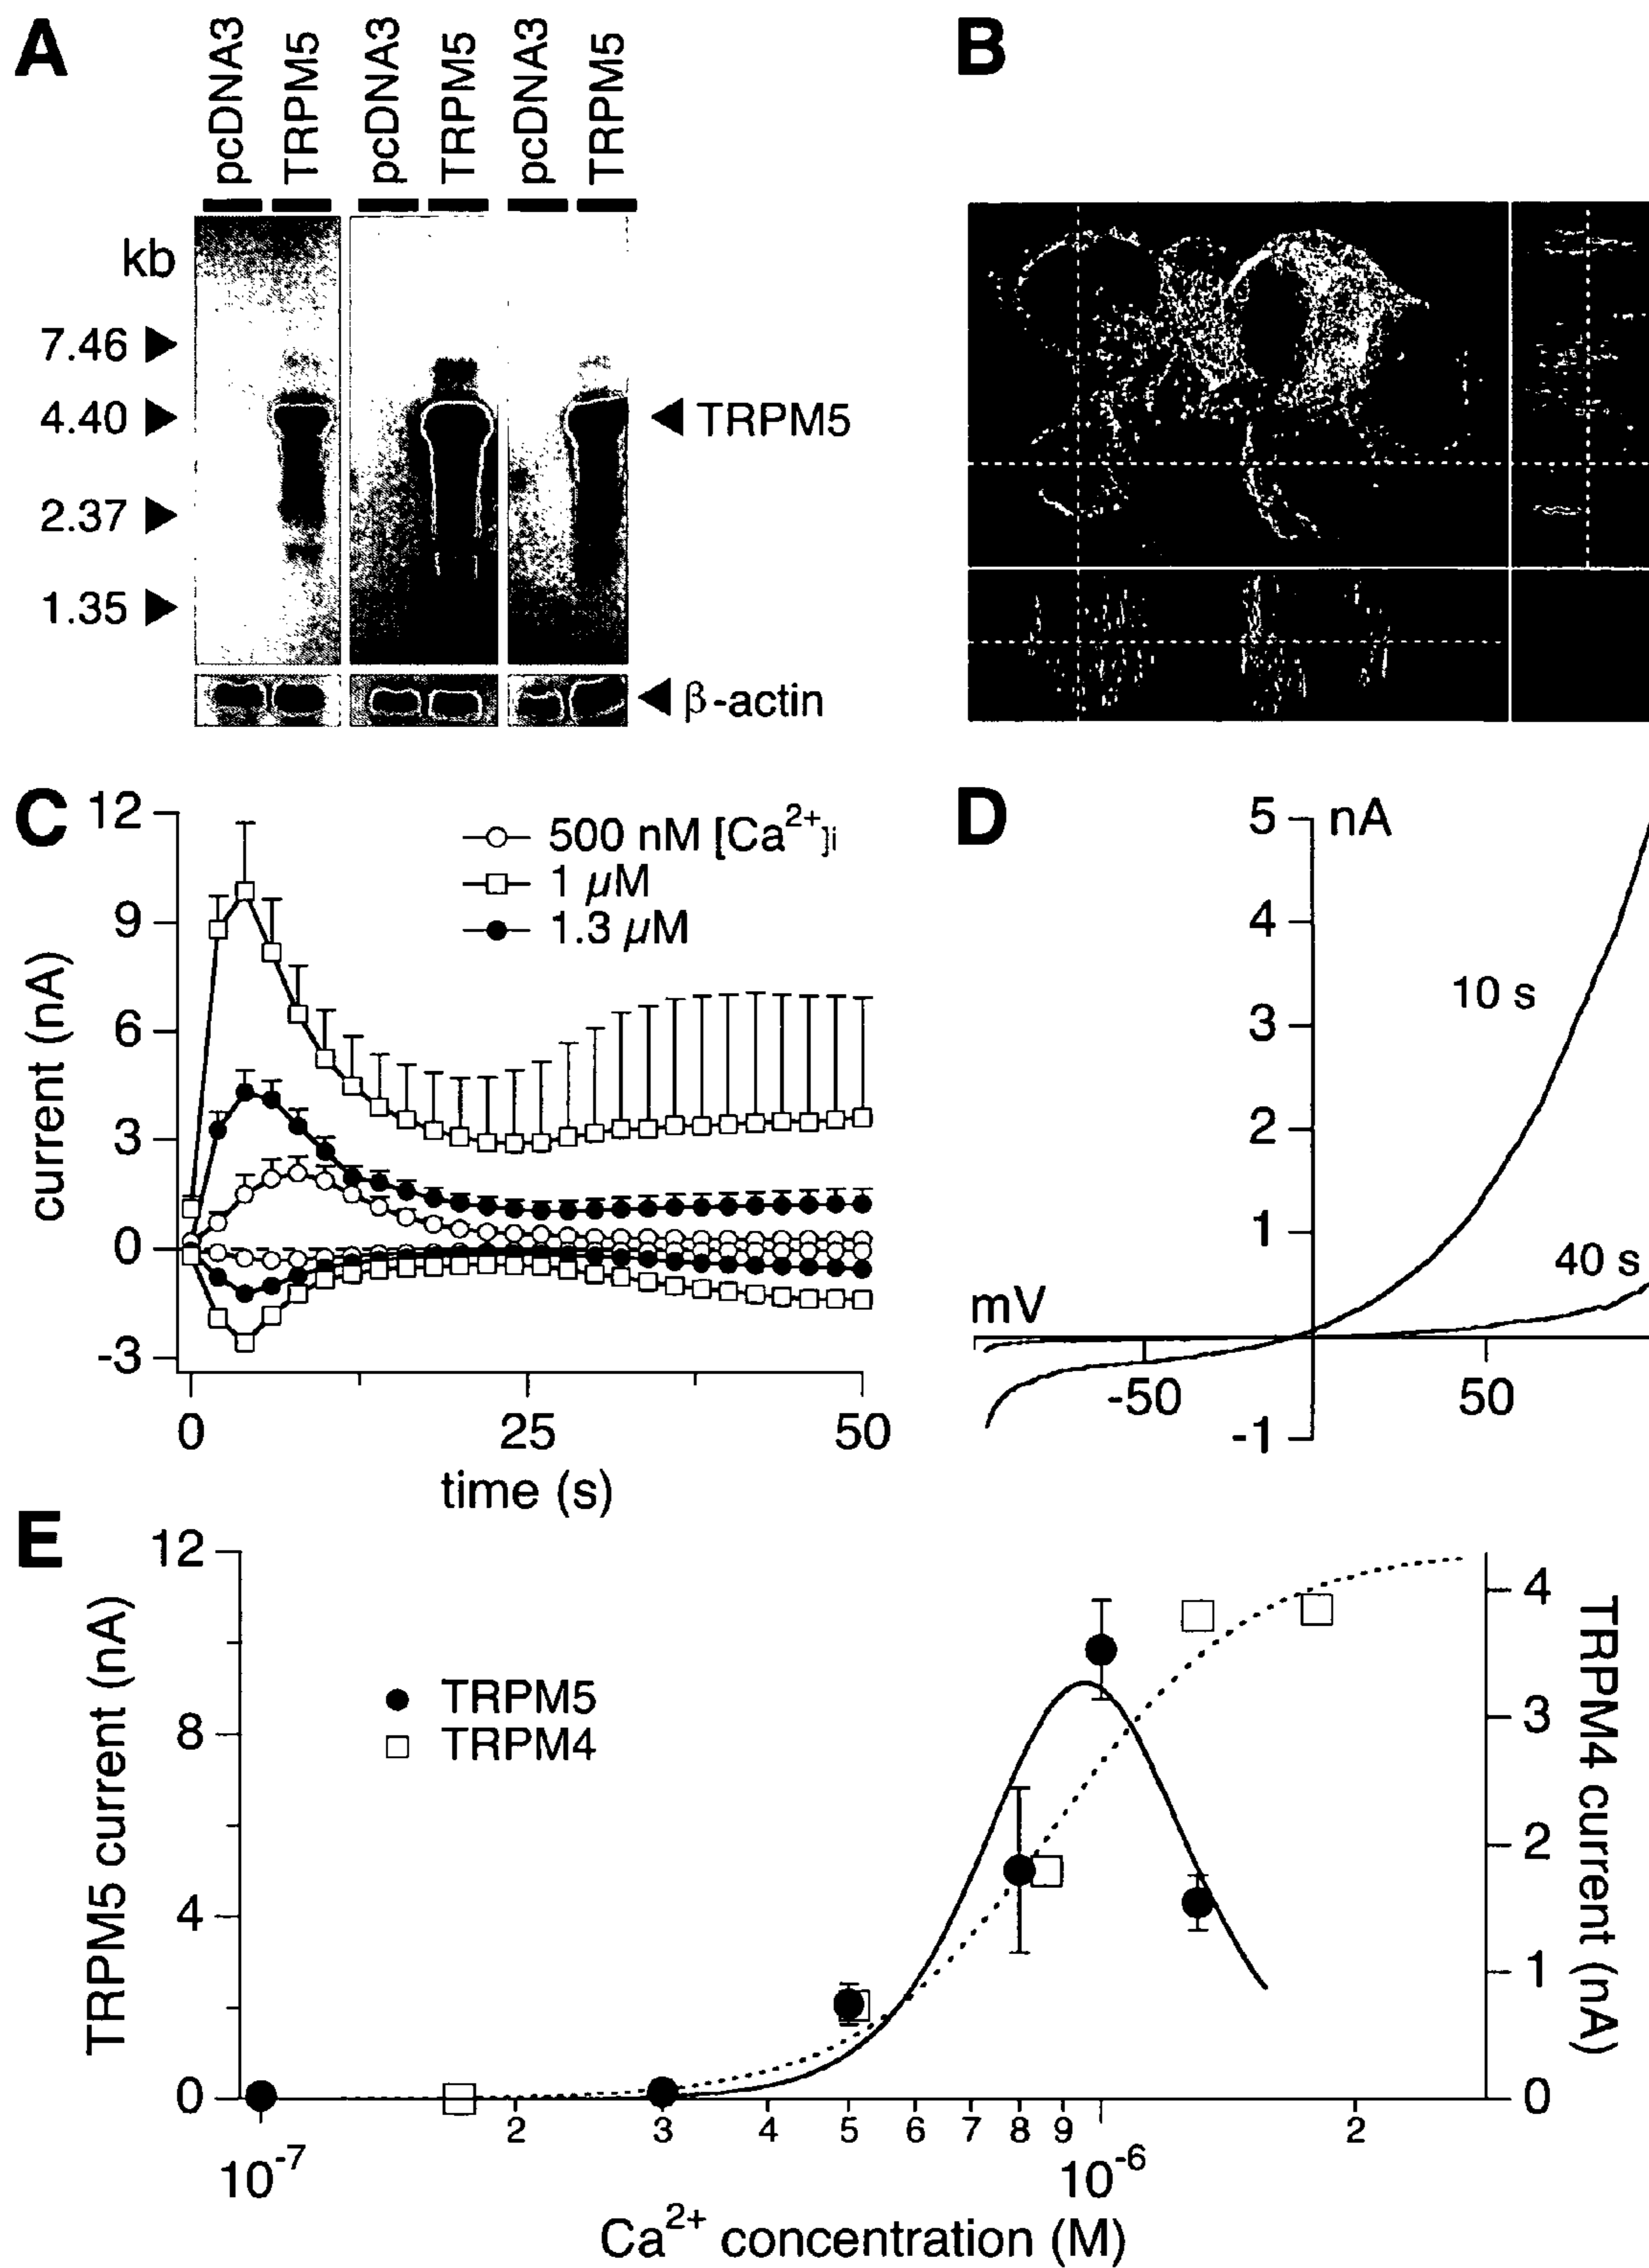 A
B
pcDNA3 TRPM5 pcDNA3 TRPM5 pcDNA3 TRPM5
kb
7.46
4.40
TRPM5
2.37
1.35
β-actin
C
12
9
6
3
0
-3
current (nA)
500 nM [Ca2+]i
1 µM
1.3 µM
0 25 50
time (s)
D
5 nA
4
10 s
3
2
1
40 s
mV
-50 50
-1
E
12
8
4
0
TRPM5 current (nA)
TRPM5
TRPM4
4
3
2
1
0
TRPM4 current (nA)
2 3 4 5 6 7 8 9 2
10-7 10-6
Ca2+ concentration (M)